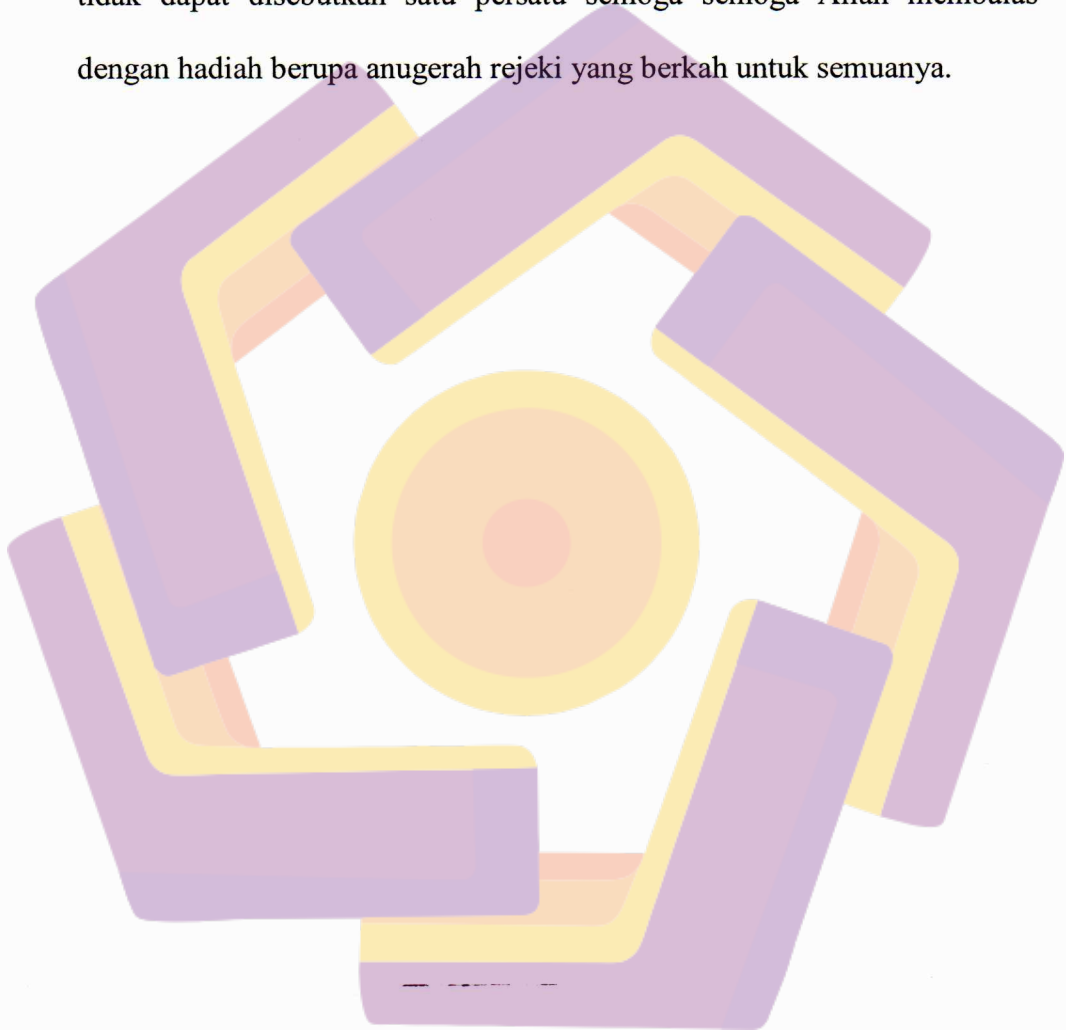 tidak dapat disebutkan satu persatu semoga semoga Allah membalas
dengan hadiah berupa anugerah rejeki yang berkah untuk semuanya.